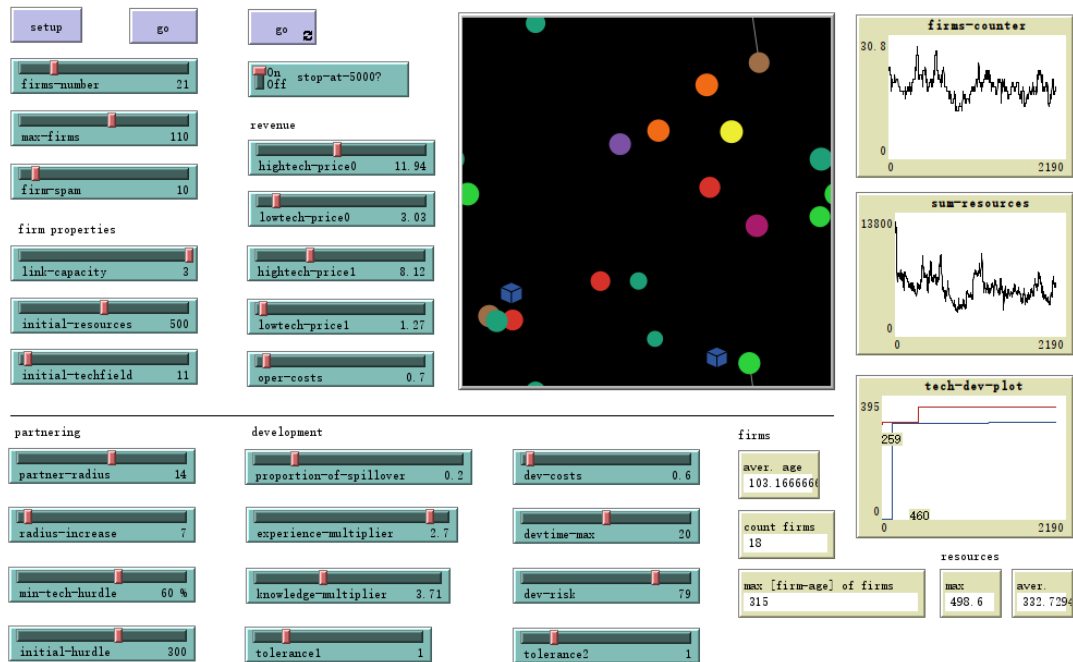 setup
go
go
firms-number 21
max-firms 110
firm-spam 10
firm properties
link-capacity 3
initial-resources 500
initial-techfield 11
On
Off
stop-at-5000?
revenue
hightech-price0 11.94
lowtech-price0 3.03
hightech-price1 8.12
lowtech-price1 1.27
oper-costs 0.7
firms-counter
30.8
0
0 2190
sum-resources
13800
0
0 2190
tech-dev-plot
395
259
460
0
0 2190
partnering
partner-radius 14
radius-increase 7
min-tech-hurdle 60 %
initial-hurdle 300
development
proportion-of-spillover 0.2
experience-multiplier 2.7
knowledge-multiplier 3.71
tolerance1 1
dev-costs 0.6
devtime-max 20
dev-risk 79
tolerance2 1
firms
aver. age
103.1666666
count firms
18
max [firm-age] of firms
315
resources
max
498.6
aver.
332.7294